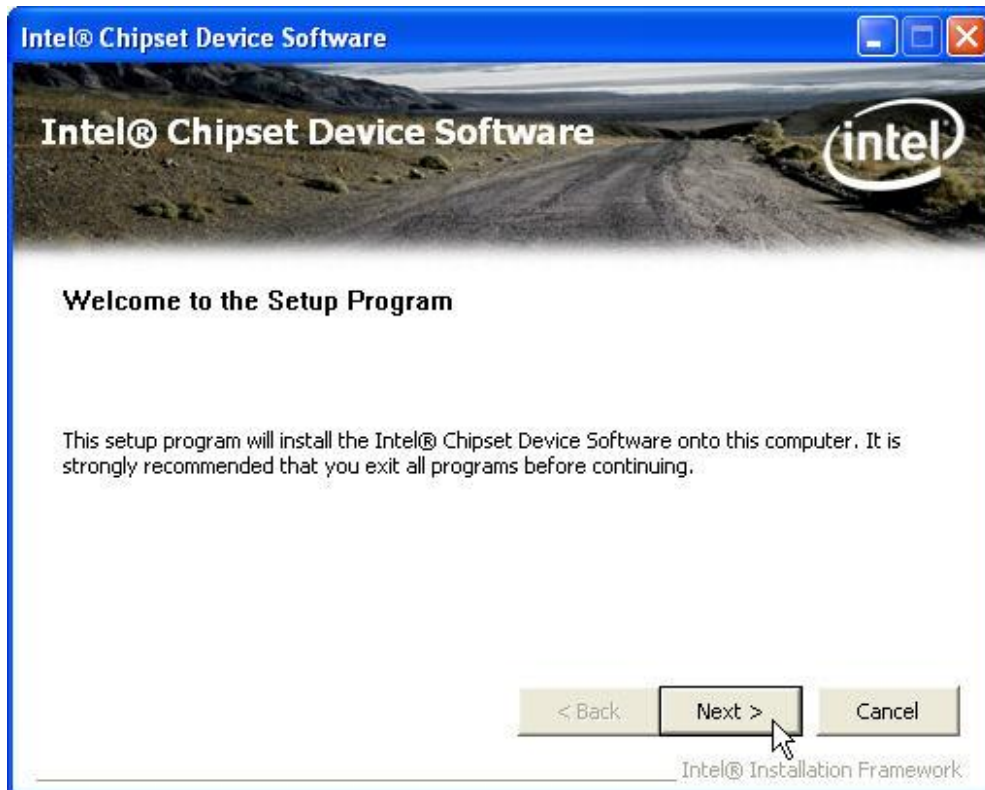 Intel® Chipset Device Software
Intel® Chipset Device Software
intel®
Welcome to the Setup Program
This setup program will install the Intel® Chipset Device Software onto this computer. It is
strongly recommended that you exit all programs before continuing.
< Back Next > Cancel
Intel® Installation Framework